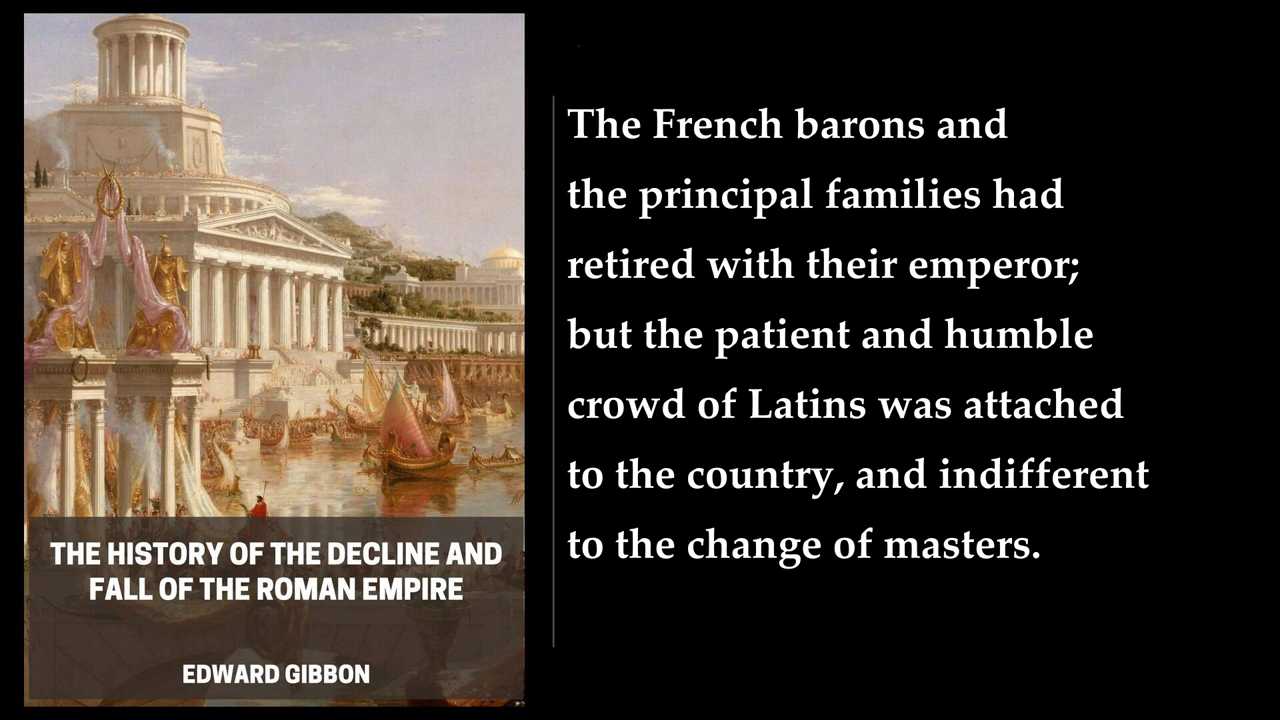 THE HISTORY OF THE DECLINE AND
FALL OF THE ROMAN EMPIRE
EDWARD GIBBON
The French barons and
the principal families had
retired with their emperor;
but the patient and humble
crowd of Latins was attached
to the country, and indifferent
to the change of masters.